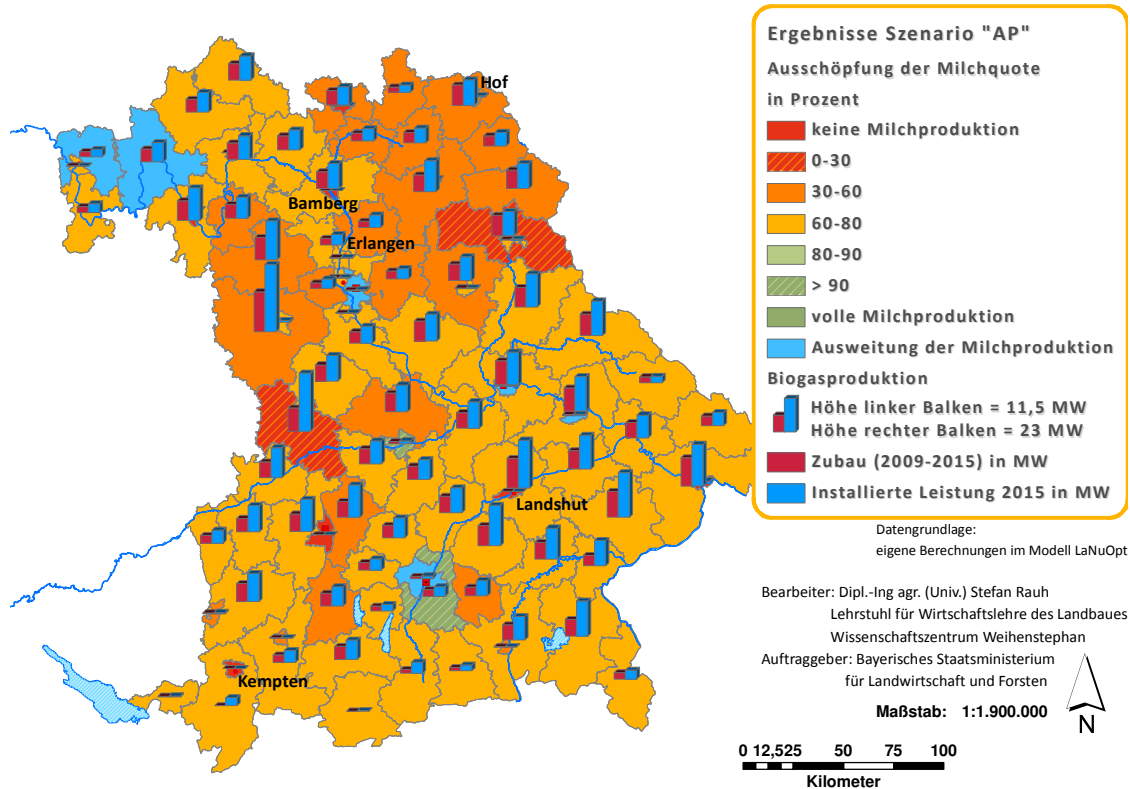 Hof
Bamberg
Erlangen
Landshut
Kempten
Ergebnisse Szenario "AP"
Ausschöpfung der Milchquote
in Prozent
keine Milchproduktion
0-30
30-60
60-80
80-90
> 90
volle Milchproduktion
Ausweitung der Milchproduktion
Biogasproduktion
Höhe linker Balken = 11,5 MW
Höhe rechter Balken = 23 MW
Zubau (2009-2015) in MW
Installierte Leistung 2015 in MW
Datengrundlage:
eigene Berechnungen im Modell LaNuOpt
Bearbeiter: Dipl.-Ing agr. (Univ.) Stefan Rauh
Lehrstuhl für Wirtschaftslehre des Landbaues
Wissenschaftszentrum Weihenstephan
Auftraggeber: Bayerisches Staatsministerium
für Landwirtschaft und Forsten
Maßstab: 1:1.900.000
N
0 12,525 50 75 100
Kilometer